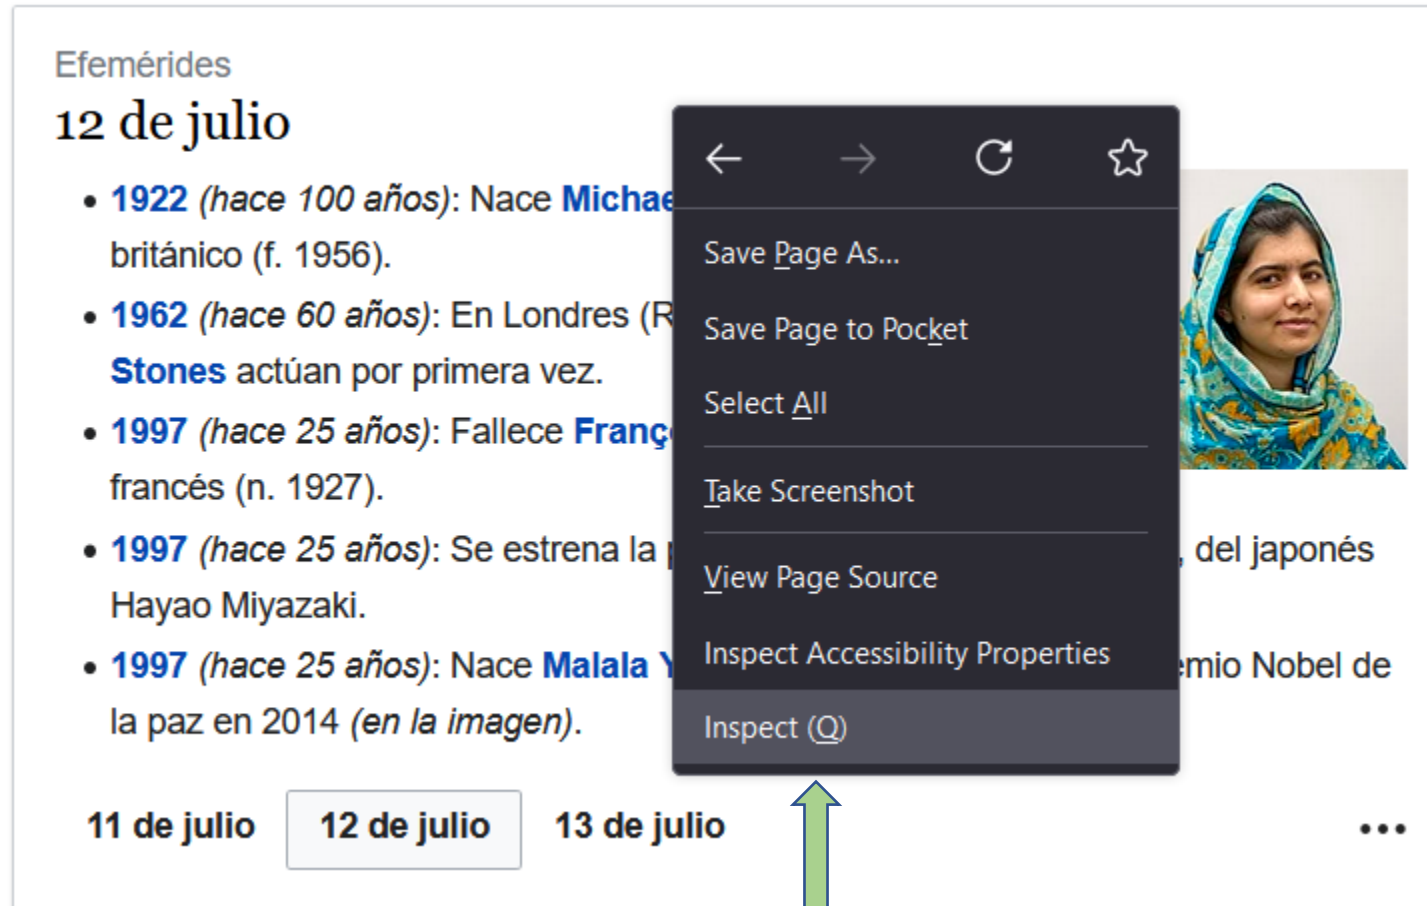 Efemérides
12 de julio
1922 (hace 100 años): Nace
británico (f. 1956).
1962 (hace 60 años): En Londres
Stones actúan por primera vez.
1997 (hace 25 años): Fallece
francés (n. 1927).
1997 (hace 25 años): Se estrena la
, del japonés
Hayao Miyazaki.
1997 (hace 25 años): Nace Malala
Nobel de
la paz en 2014 (en la imagen).
Save Page As...
Save Page to Pocket
Select All
Take Screenshot
View Page Source
Inspect Accessibility Properties
Inspect (Q)
11 de julio 12 de julio 13 de julio